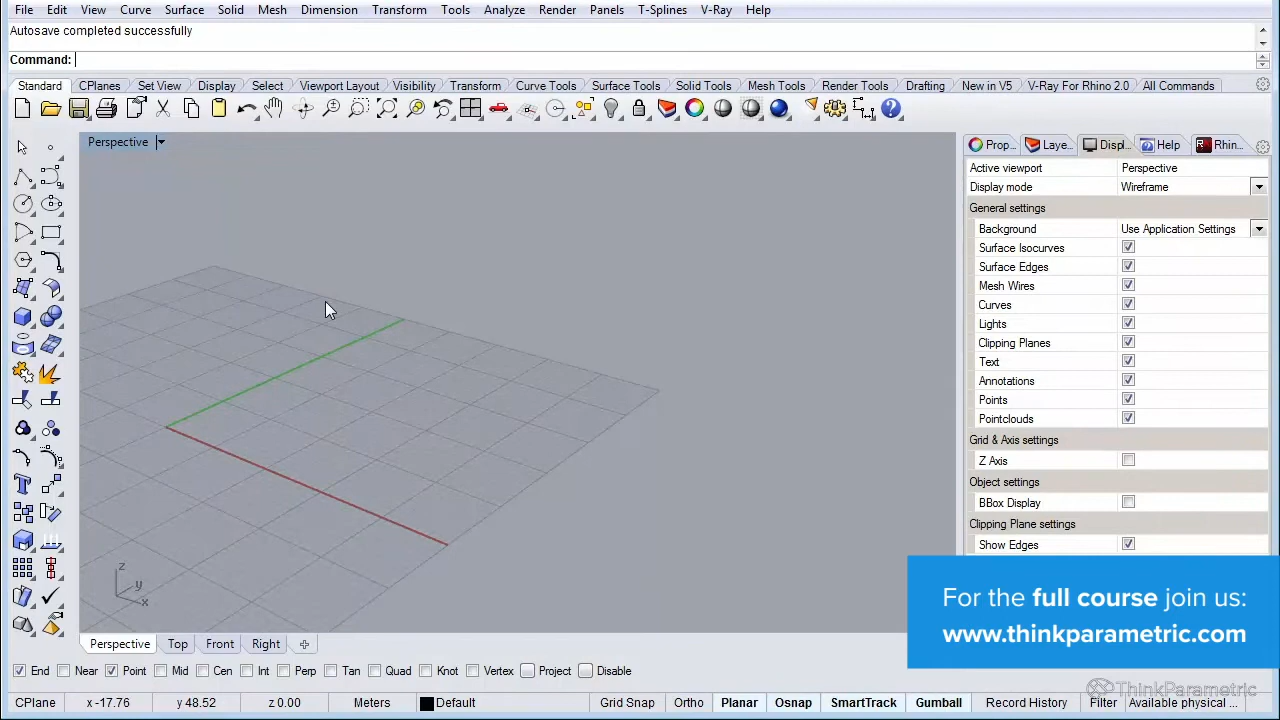 File Edit View Curve Surface Solid Mesh Dimension Transform Tools Analyze Render Panels T-Splines V-Ray Help
Autosave completed successfully
Command:
Standard CPlanes Set View Display Select Viewport Layout Visibility Transform Curve Tools Surface Tools Solid Tools Mesh Tools Render Tools Drafting New in V5 V-Ray For Rhino 2.0 All Commands
Perspective
Prop... Laye... Displ... Help Rhin...
Active viewport Perspective
Display mode Wireframe
General settings
Background Use Application Settings
Surface Isocurves
Surface Edges
Mesh Wires
Curves
Lights
Clipping Planes
Text
Annotations
Points
Pointclouds
Grid & Axis settings
Z Axis
Object settings
BBox Display
Clipping Plane settings
Show Edges
For the full course join us:
www.thinkparametric.com
z
y
x
Perspective Top Front Right
End Near Point Mid Cen Int Perp Tan Quad Knot Vertex Project Disable
ThinkParametric
CPlane x -17.76 y 48.52 z 0.00 Meters Default Grid Snap Ortho Planar Osnap SmartTrack Gumball Record History Filter Available physical ...